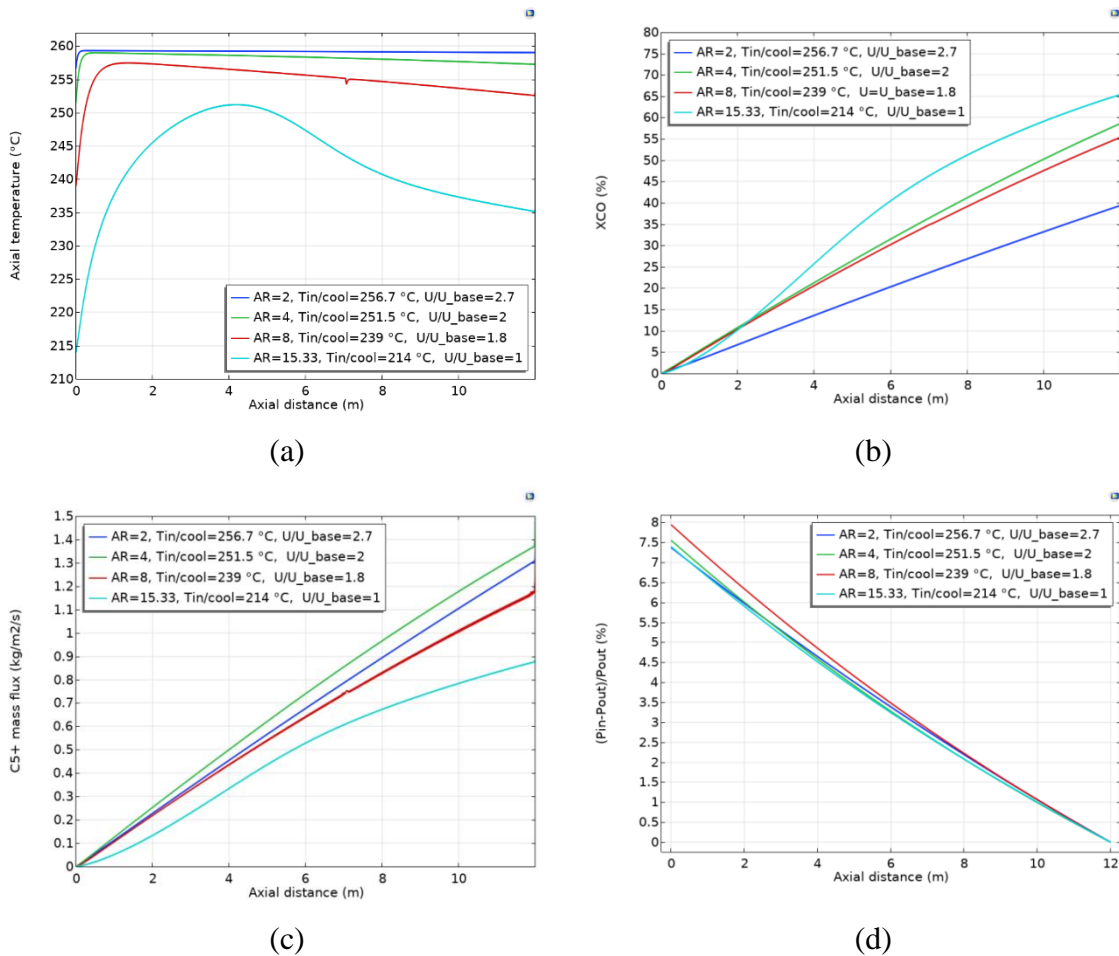 Axial temperature (°C)
260
255
250
245
240
235
230
225
220
215
210
AR=2, Tin/cool=256.7 °C, U/U_base=2.7
AR=4, Tin/cool=251.5 °C, U/U_base=2
AR=8, Tin/cool=239 °C, U/U_base=1.8
AR=15.33, Tin/cool=214 °C, U/U_base=1
0 2 4 6 8 10
Axial distance (m)
(a)
XCO (%)
80
75
70
65
60
55
50
45
40
35
30
25
20
15
10
5
0
AR=2, Tin/cool=256.7 °C, U/U_base=2.7
AR=4, Tin/cool=251.5 °C, U/U_base=2
AR=8, Tin/cool=239 °C, U=U_base=1.8
AR=15.33, Tin/cool=214 °C, U/U_base=1
0 2 4 6 8 10
Axial distance (m)
(b)
C5+ mass flux (kg/m2/s)
1.5
1.4
1.3
1.2
1.1
1
0.9
0.8
0.7
0.6
0.5
0.4
0.3
0.2
0.1
0
AR=2, Tin/cool=256.7 °C, U/U_base=2.7
AR=4, Tin/cool=251.5 °C, U/U_base=2
AR=8, Tin/cool=239 °C, U/U_base=1.8
AR=15.33, Tin/cool=214 °C, U/U_base=1
0 2 4 6 8 10
Axial distance (m)
(c)
(Pin-Pout)/Pout (%)
8
7.5
7
6.5
6
5.5
5
4.5
4
3.5
3
2.5
2
1.5
1
0.5
0
AR=2, Tin/cool=256.7 °C, U/U_base=2.7
AR=4, Tin/cool=251.5 °C, U/U_base=2
AR=8, Tin/cool=239 °C, U/U_base=1.8
AR=15.33, Tin/cool=214 °C, U/U_base=1
0 2 4 6 8 10 12
Axial distance (m)
(d)